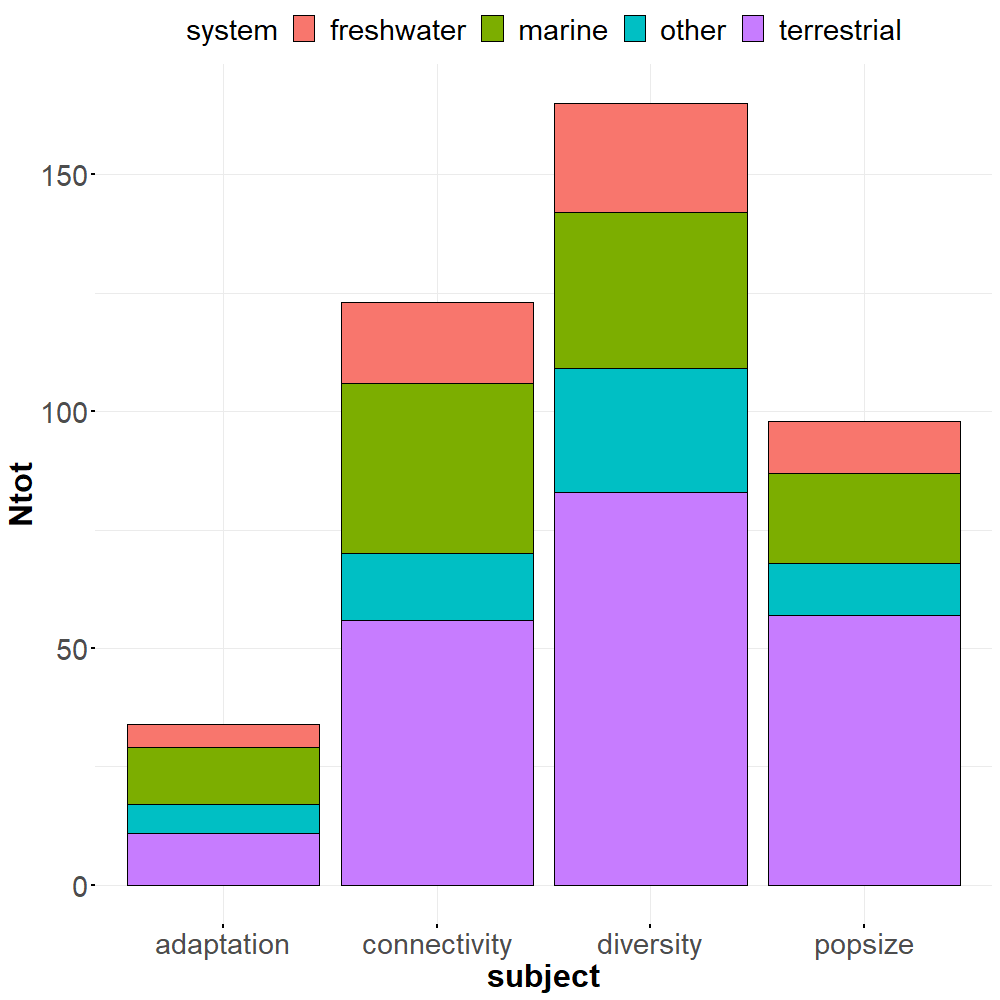 system freshwater marine other terrestrial
150
100
50
0
Ntot
adaptation connectivity diversity popsize
subject